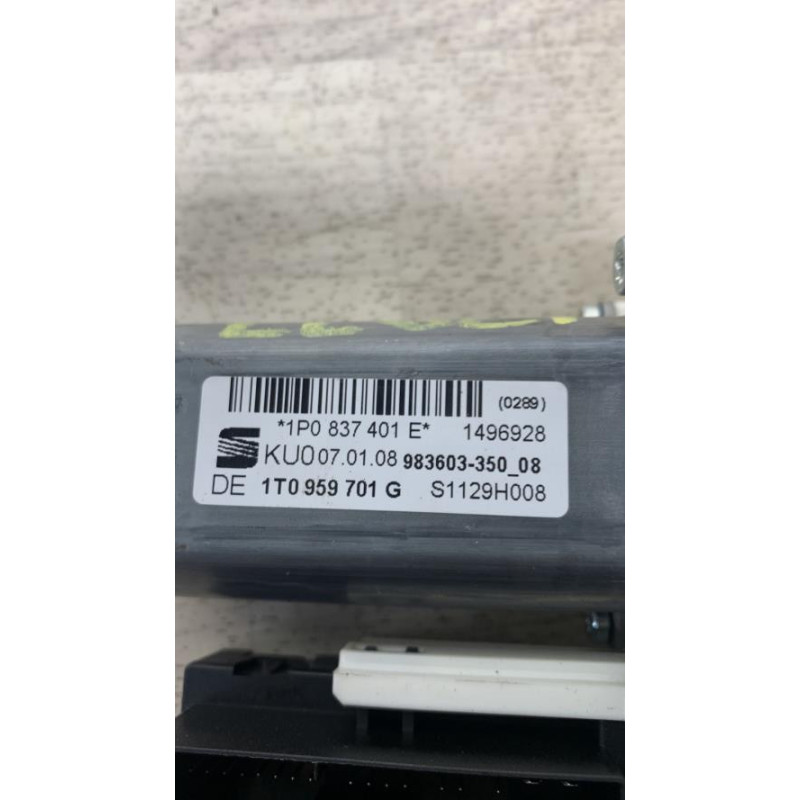 (0289)
*1P0 837 401 E* 1496928
KU0 07.01.08 983603-350_08
DE 1T0 959 701 G S1129H008